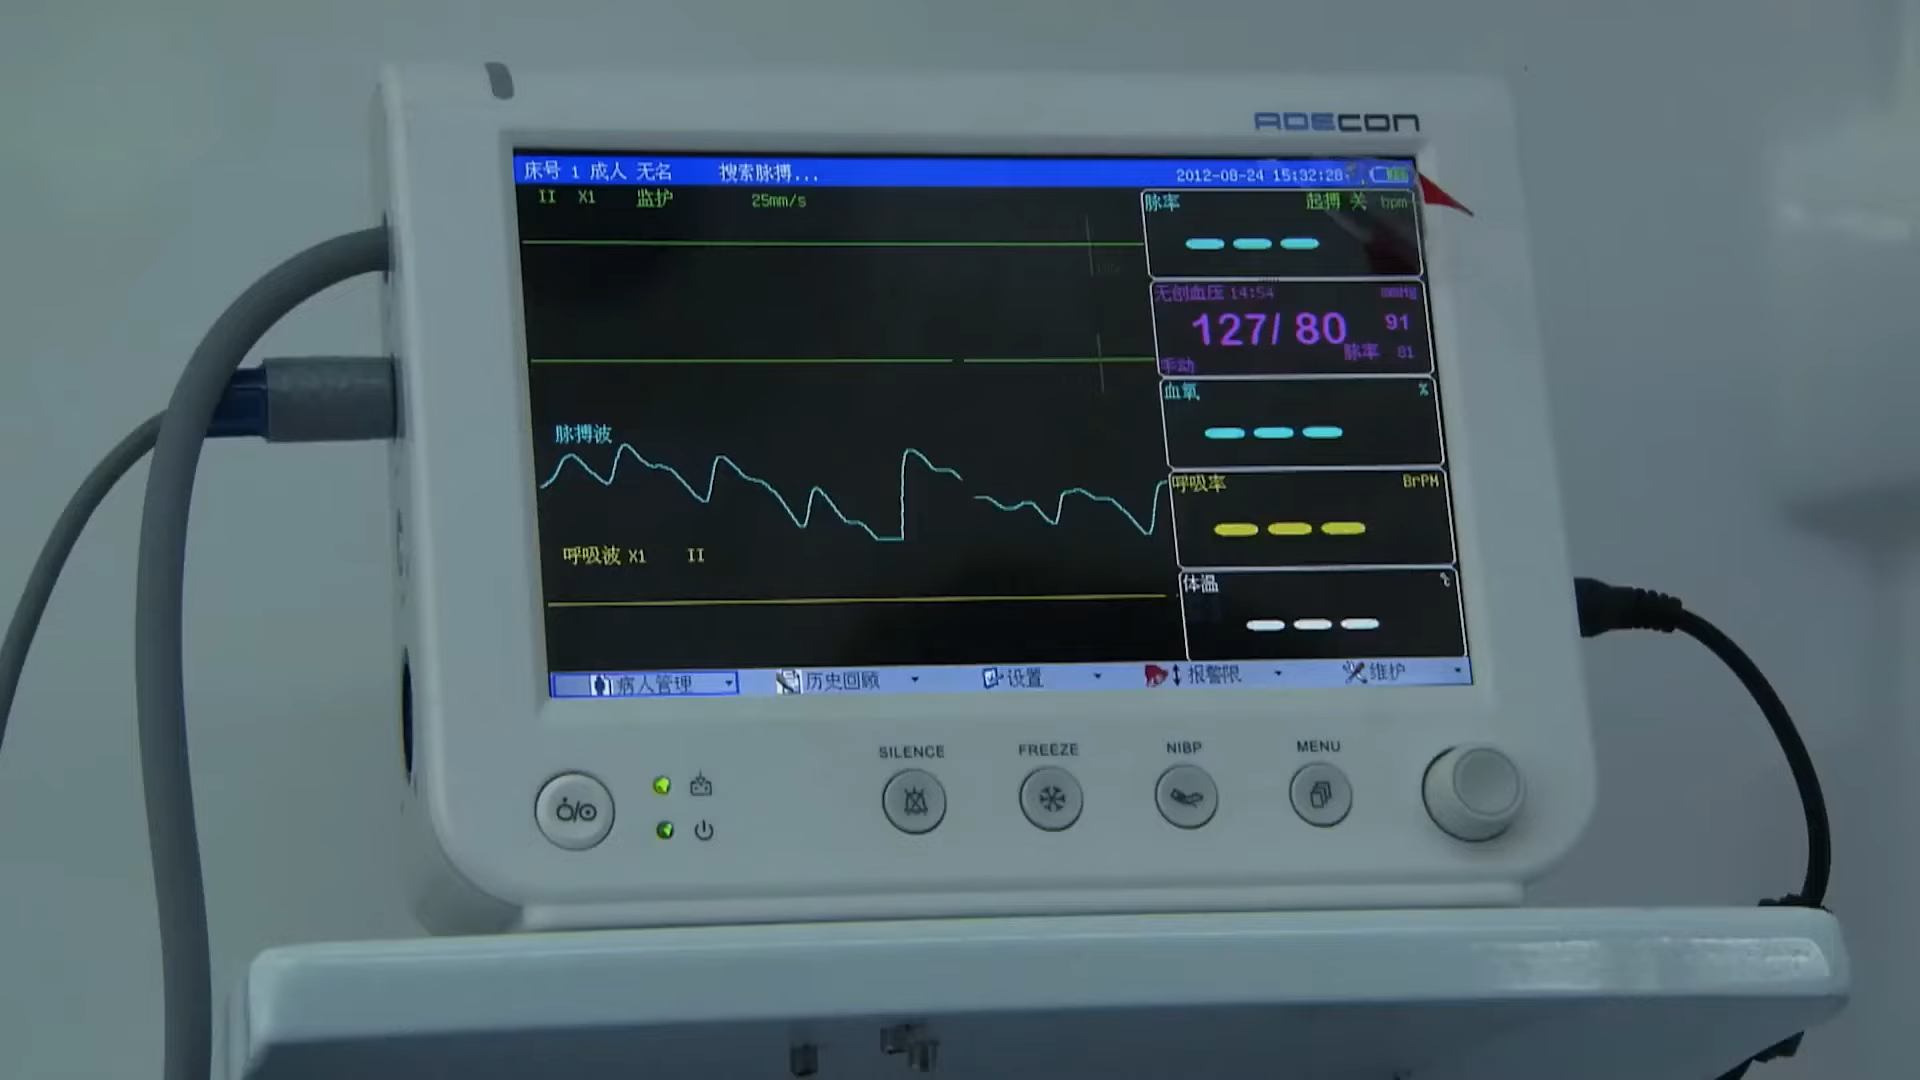 ADECON
床号 1 成人 无名 搜索脉搏... 2012-08-24 15:32:28
II X1 监护 25mm/s
脉率 起搏 关 bpm
无创血压 14:54 mmHg
127/ 80 91
脉率 81
手动
血氧 %
脉搏波
呼吸率 BrPM
呼吸波 X1 II
体温 ℃
病人管理 历史回顾 设置 报警限 维护
SILENCE FREEZE NIBP MENU